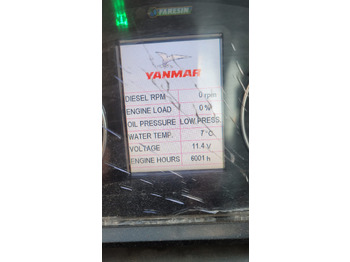 FARESIN
YANMAR
DIESEL RPM 0 rpm
ENGINE LOAD 0 %
OIL PRESSURE LOW PRESS.
WATER TEMP. 7°C
VOLTAGE 11.4 V
ENGINE HOURS 6001 h